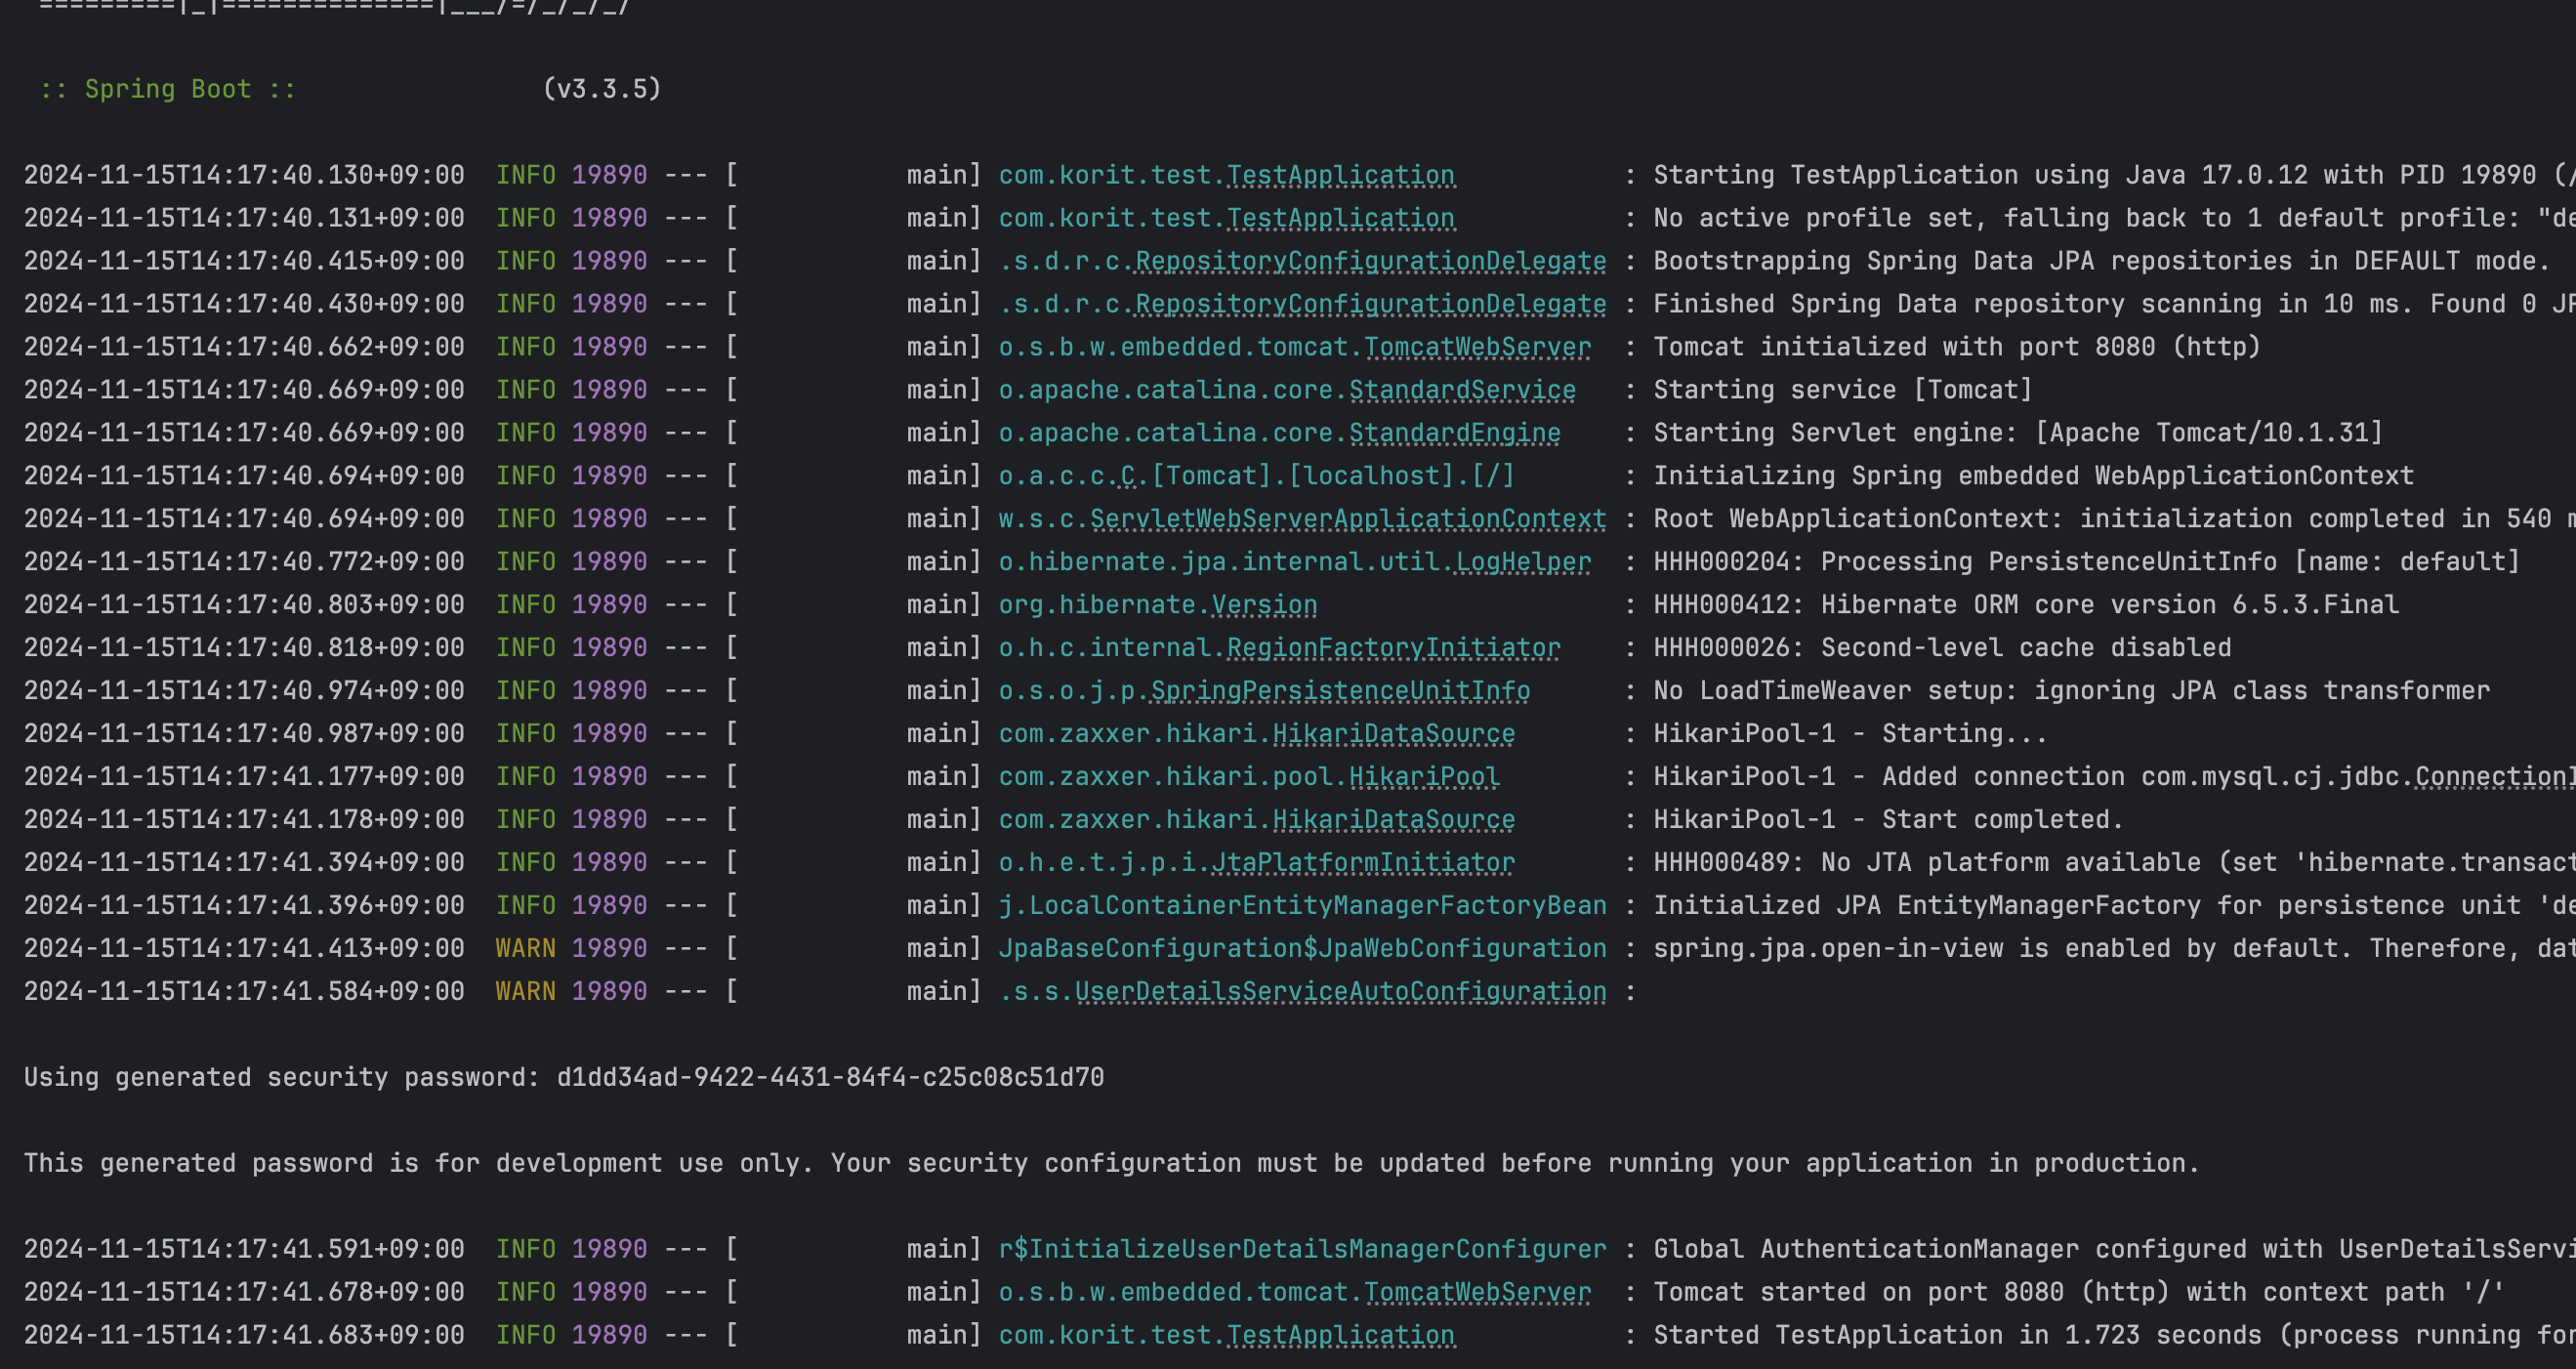 =========|_|==============|___/=/_/_/_/
:: Spring Boot :: (v3.3.5)
2024-11-15T14:17:40.130+09:00 INFO 19890 --- [ main] com.korit.test.TestApplication : Starting TestApplication using Java 17.0.12 with PID 19890 (/
2024-11-15T14:17:40.131+09:00 INFO 19890 --- [ main] com.korit.test.TestApplication : No active profile set, falling back to 1 default profile: "de
2024-11-15T14:17:40.415+09:00 INFO 19890 --- [ main] .s.d.r.c.RepositoryConfigurationDelegate : Bootstrapping Spring Data JPA repositories in DEFAULT mode.
2024-11-15T14:17:40.430+09:00 INFO 19890 --- [ main] .s.d.r.c.RepositoryConfigurationDelegate : Finished Spring Data repository scanning in 10 ms. Found 0 JP
2024-11-15T14:17:40.662+09:00 INFO 19890 --- [ main] o.s.b.w.embedded.tomcat.TomcatWebServer : Tomcat initialized with port 8080 (http)
2024-11-15T14:17:40.669+09:00 INFO 19890 --- [ main] o.apache.catalina.core.StandardService : Starting service [Tomcat]
2024-11-15T14:17:40.669+09:00 INFO 19890 --- [ main] o.apache.catalina.core.StandardEngine : Starting Servlet engine: [Apache Tomcat/10.1.31]
2024-11-15T14:17:40.694+09:00 INFO 19890 --- [ main] o.a.c.c.C.[Tomcat].[localhost].[/] : Initializing Spring embedded WebApplicationContext
2024-11-15T14:17:40.694+09:00 INFO 19890 --- [ main] w.s.c.ServletWebServerApplicationContext : Root WebApplicationContext: initialization completed in 540 m
2024-11-15T14:17:40.772+09:00 INFO 19890 --- [ main] o.hibernate.jpa.internal.util.LogHelper : HHH000204: Processing PersistenceUnitInfo [name: default]
2024-11-15T14:17:40.803+09:00 INFO 19890 --- [ main] org.hibernate.Version : HHH000412: Hibernate ORM core version 6.5.3.Final
2024-11-15T14:17:40.818+09:00 INFO 19890 --- [ main] o.h.c.internal.RegionFactoryInitiator : HHH000026: Second-level cache disabled
2024-11-15T14:17:40.974+09:00 INFO 19890 --- [ main] o.s.o.j.p.SpringPersistenceUnitInfo : No LoadTimeWeaver setup: ignoring JPA class transformer
2024-11-15T14:17:40.987+09:00 INFO 19890 --- [ main] com.zaxxer.hikari.HikariDataSource : HikariPool-1 - Starting...
2024-11-15T14:17:41.177+09:00 INFO 19890 --- [ main] com.zaxxer.hikari.pool.HikariPool : HikariPool-1 - Added connection com.mysql.cj.jdbc.ConnectionI
2024-11-15T14:17:41.178+09:00 INFO 19890 --- [ main] com.zaxxer.hikari.HikariDataSource : HikariPool-1 - Start completed.
2024-11-15T14:17:41.394+09:00 INFO 19890 --- [ main] o.h.e.t.j.p.i.JtaPlatformInitiator : HHH000489: No JTA platform available (set 'hibernate.transact
2024-11-15T14:17:41.396+09:00 INFO 19890 --- [ main] j.LocalContainerEntityManagerFactoryBean : Initialized JPA EntityManagerFactory for persistence unit 'de
2024-11-15T14:17:41.413+09:00 WARN 19890 --- [ main] JpaBaseConfiguration$JpaWebConfiguration : spring.jpa.open-in-view is enabled by default. Therefore, dat
2024-11-15T14:17:41.584+09:00 WARN 19890 --- [ main] .s.s.UserDetailsServiceAutoConfiguration :
Using generated security password: d1dd34ad-9422-4431-84f4-c25c08c51d70
This generated password is for development use only. Your security configuration must be updated before running your application in production.
2024-11-15T14:17:41.591+09:00 INFO 19890 --- [ main] r$InitializeUserDetailsManagerConfigurer : Global AuthenticationManager configured with UserDetailsServi
2024-11-15T14:17:41.678+09:00 INFO 19890 --- [ main] o.s.b.w.embedded.tomcat.TomcatWebServer : Tomcat started on port 8080 (http) with context path '/'
2024-11-15T14:17:41.683+09:00 INFO 19890 --- [ main] com.korit.test.TestApplication : Started TestApplication in 1.723 seconds (process running for